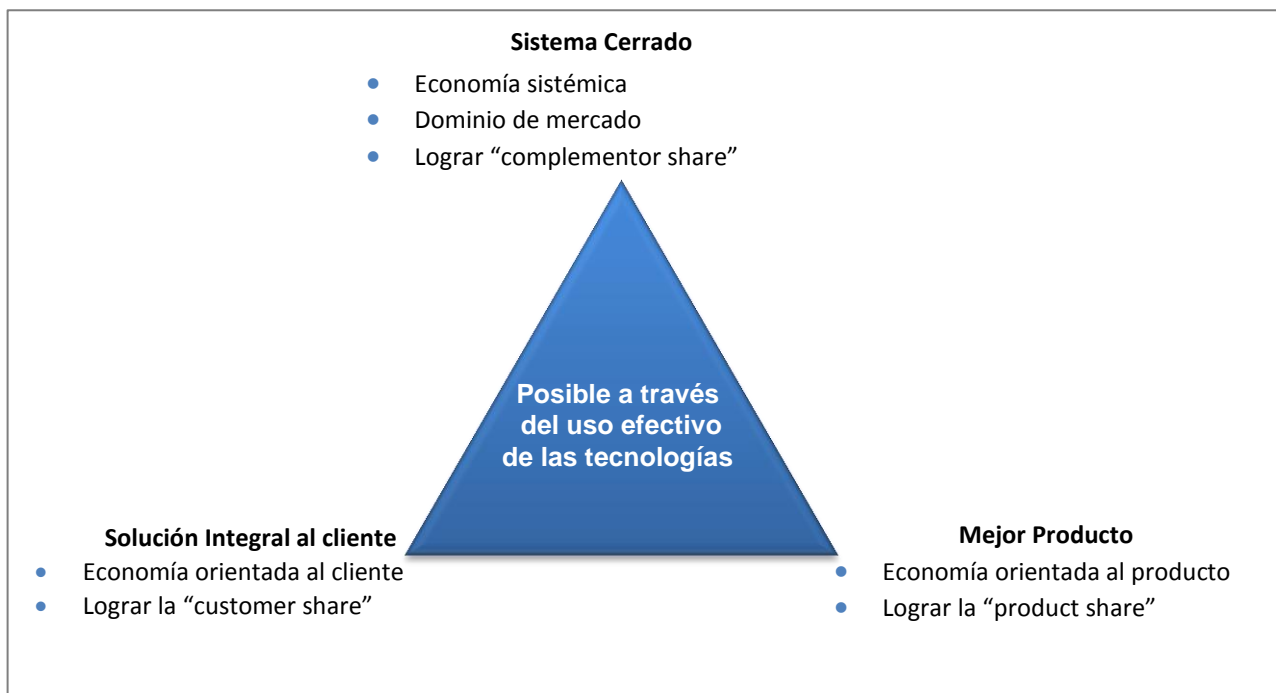 Sistema Cerrado
• Economía sistémica
• Dominio de mercado
• Lograr “complementor share”
Posible a través
del uso efectivo
de las tecnologías
Solución Integral al cliente
• Economía orientada al cliente
• Lograr la “customer share”
Mejor Producto
• Economía orientada al producto
• Lograr la “product share”